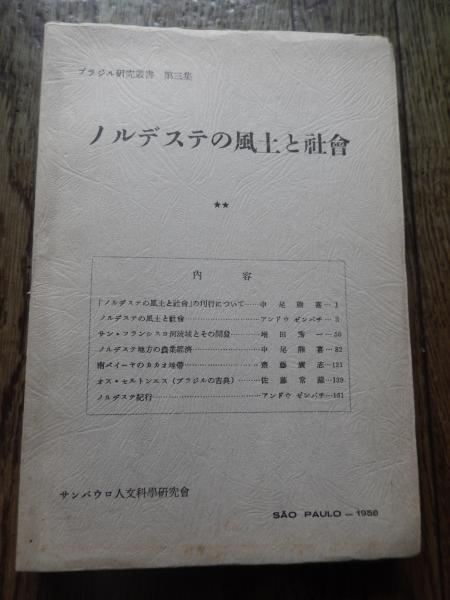 ブラジル研究叢書 第三集
ノルデステの風土と社會
★★
内容
「ノルデステの風土と社會」の刊行について……中尾熊喜…1
ノルデステの風土と社會……アンドウ ゼンパチ…3
サン・フランシスコ河流域とその開發……増田秀一…50
ノルデステ地方の農業經濟……中尾熊喜…82
南バイーヤのカカオ地帶……齋藤廣志…121
オス・セルトンエス（ブラジルの古典）……佐藤常藏…139
ノルデステ紀行……アンドウ ゼンパチ…161
サンパウロ人文科學研究會
SÃO PAULO — 1958